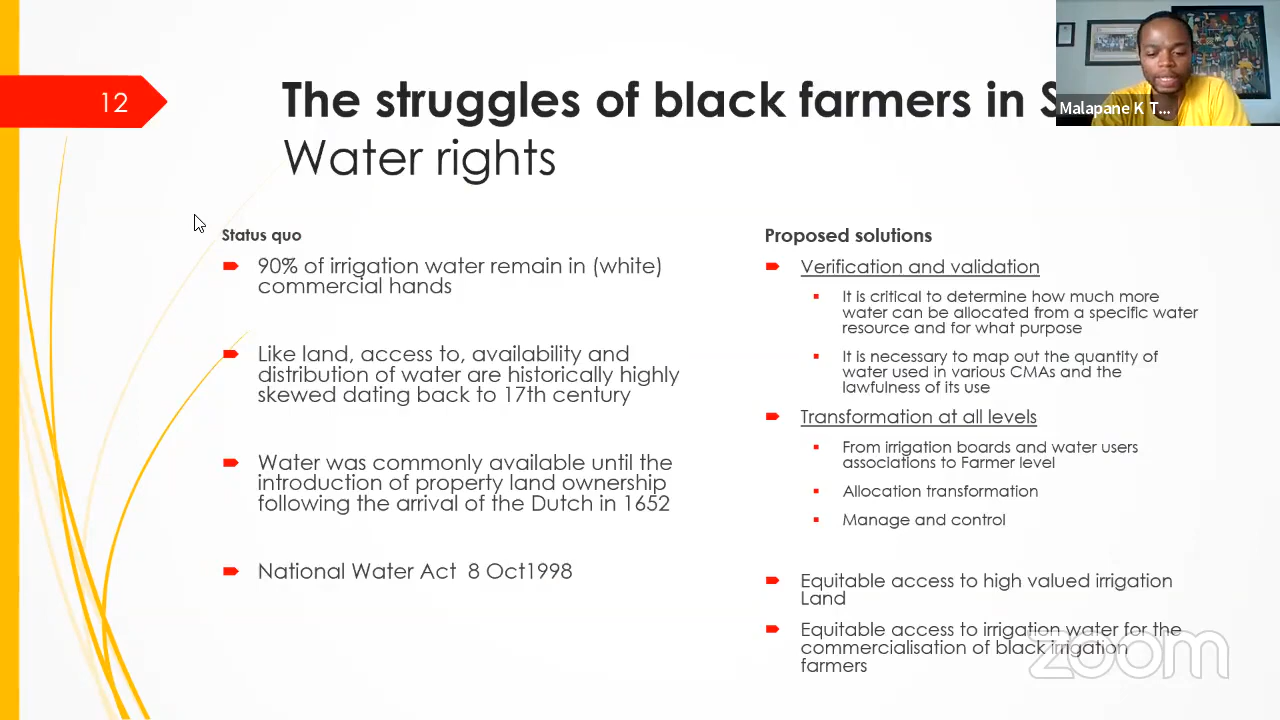 12
The struggles of black farmers in S
Malapane K T...
Water rights
Status quo
90% of irrigation water remain in (white)
commercial hands
Like land, access to, availability and
distribution of water are historically highly
skewed dating back to 17th century
Water was commonly available until the
introduction of property land ownership
following the arrival of the Dutch in 1652
National Water Act 8 Oct1998
Proposed solutions
Verification and validation
It is critical to determine how much more
water can be allocated from a specific water
resource and for what purpose
It is necessary to map out the quantity of
water used in various CMAs and the
lawfulness of its use
Transformation at all levels
From irrigation boards and water users
associations to Farmer level
Allocation transformation
Manage and control
Equitable access to high valued irrigation
Land
Equitable access to irrigation water for the
commercialisation of black irrigation
farmers
zoom